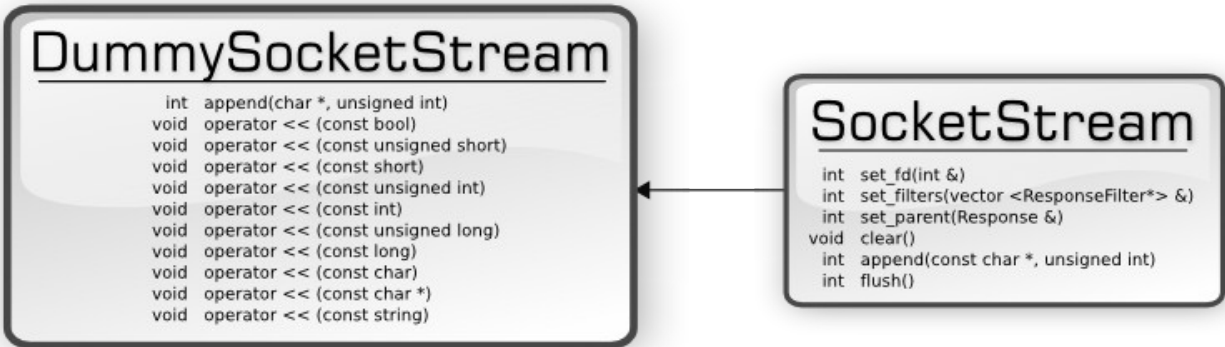 DummySocketStream
int append(char *, unsigned int)
void operator << (const bool)
void operator << (const unsigned short)
void operator << (const short)
void operator << (const unsigned int)
void operator << (const int)
void operator << (const unsigned long)
void operator << (const long)
void operator << (const char)
void operator << (const char *)
void operator << (const string)
SocketStream
int set_fd(int &)
int set_filters(vector <ResponseFilter*> &)
int set_parent(Response &)
void clear()
int append(const char *, unsigned int)
int flush()